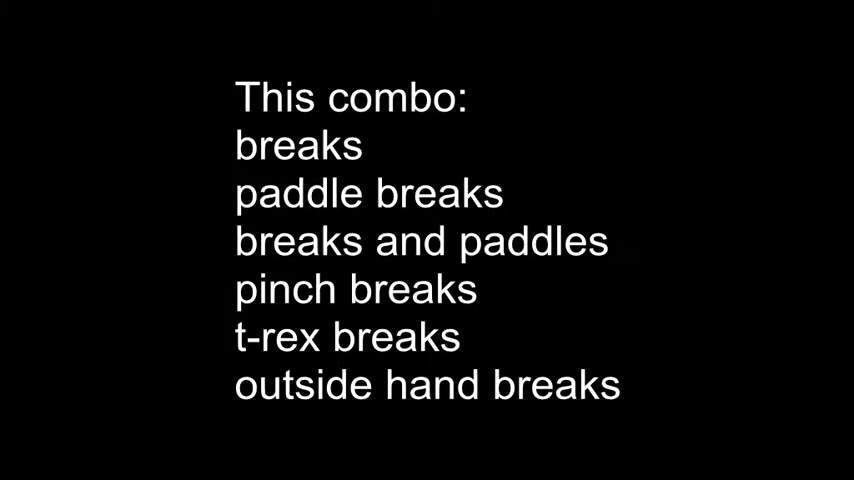 This combo:
breaks
paddle breaks
breaks and paddles
pinch breaks
t-rex breaks
outside hand breaks